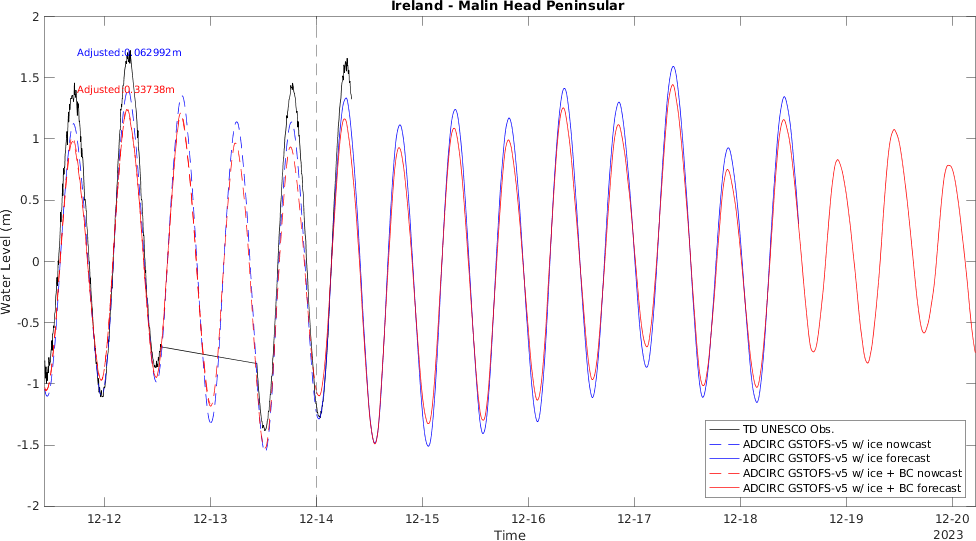 Ireland - Malin Head Peninsular
2
1.5
1
0.5
0
-0.5
-1
-1.5
-2
Water Level (m)
Adjusted:0.062992m
Adjusted:0.33738m
TD UNESCO Obs.
ADCIRC GSTOFS-v5 w/ ice nowcast
ADCIRC GSTOFS-v5 w/ ice forecast
ADCIRC GSTOFS-v5 w/ ice + BC nowcast
ADCIRC GSTOFS-v5 w/ ice + BC forecast
12-12 12-13 12-14 12-15 12-16 12-17 12-18 12-19 12-20
2023
Time